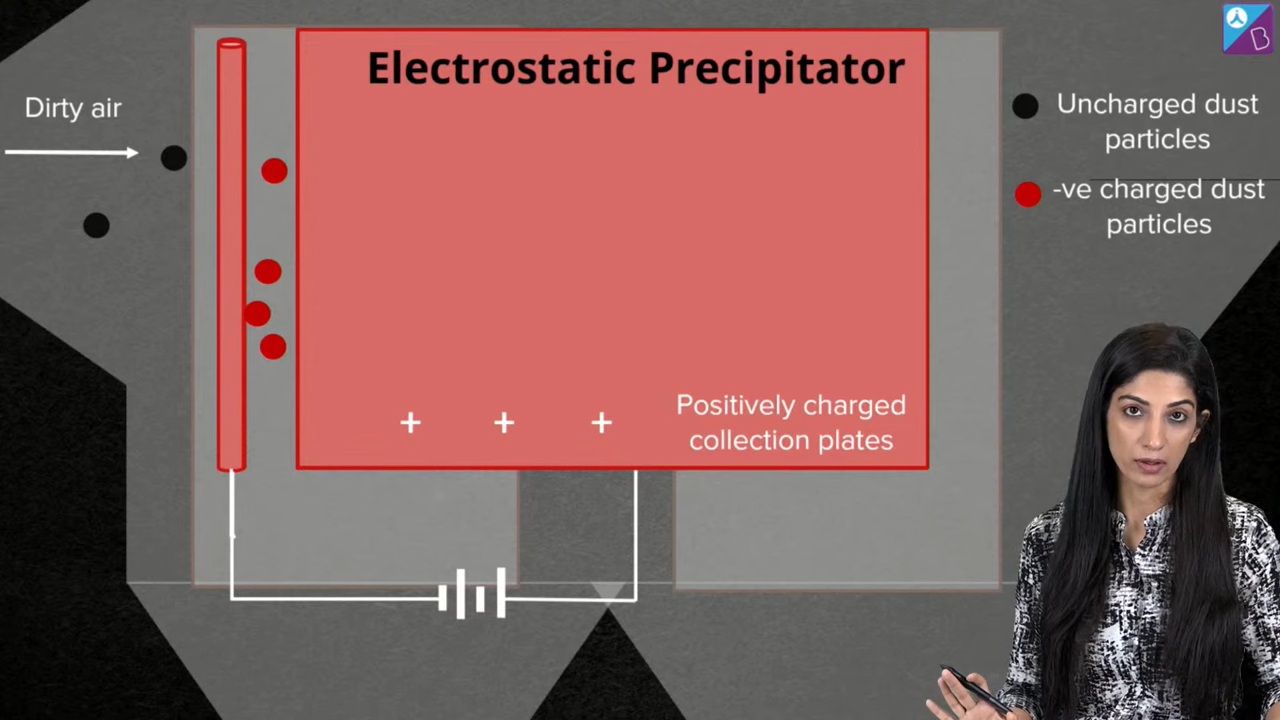 Electrostatic Precipitator
Dirty air
Uncharged dust
particles
-ve charged dust
particles
Positively charged
collection plates
+ + +
B